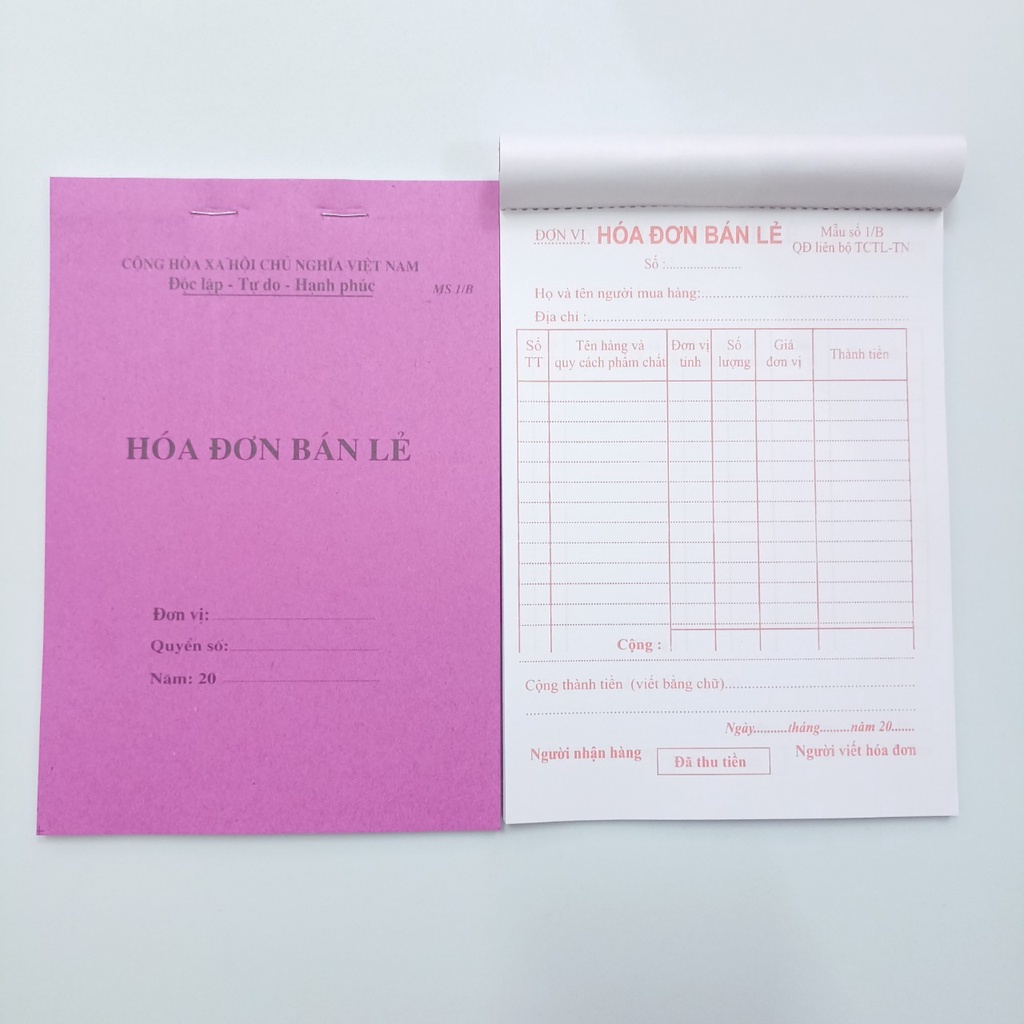 CỘNG HÒA XÃ HỘI CHỦ NGHĨA VIỆT NAM
Độc lập - Tự do - Hạnh phúc
MS 1/B
HÓA ĐƠN BÁN LẺ
Đơn vị:
Quyển số:
Năm: 20
ĐƠN VỊ HÓA ĐƠN BÁN LẺ Mẫu số 1/B
QĐ liên bộ TCTL-TN
Số :
Họ và tên người mua hàng:
Địa chỉ :
Số TT Tên hàng và quy cách phẩm chất Đơn vị tính Số lượng Giá đơn vị Thành tiền
Cộng :
Cộng thành tiền (viết bằng chữ)
Ngày..........tháng.........năm 20.......
Người nhận hàng Đã thu tiền Người viết hóa đơn